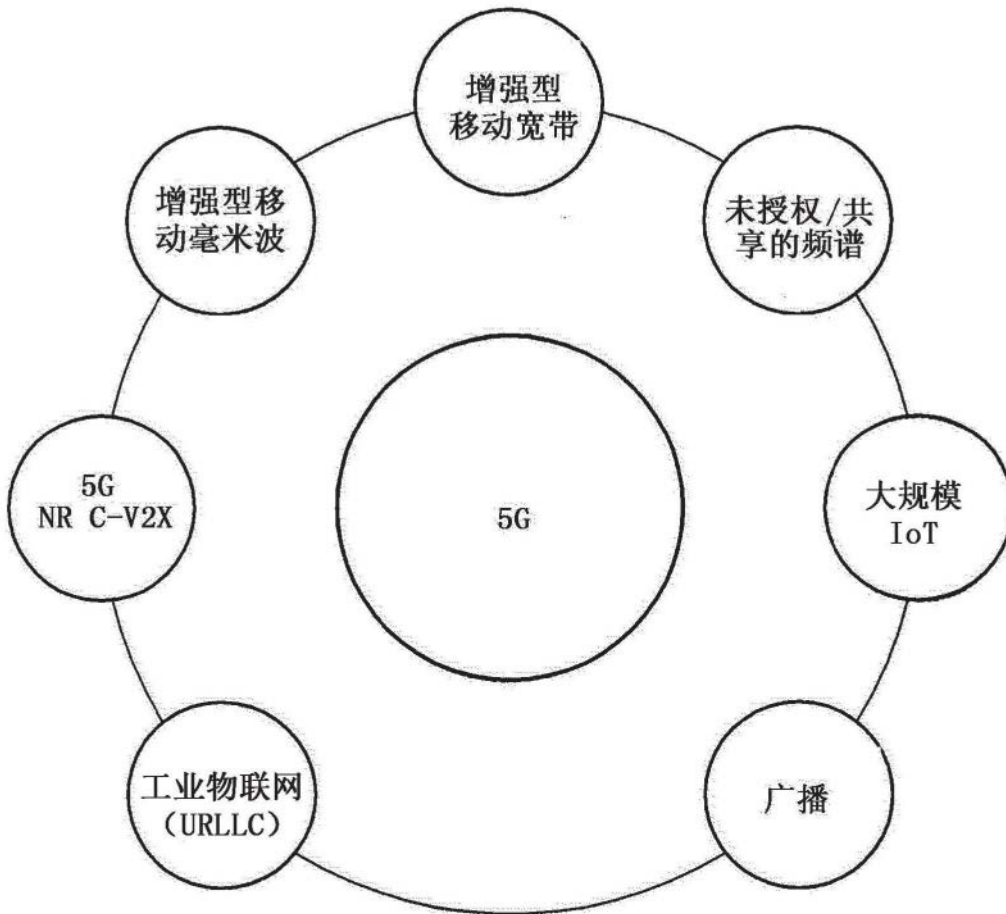 增强型
移动宽带
增强型移
动毫米波
未授权/共
享的频谱
5G
NR C-V2X
5G
大规模
IoT
工业物联网
（URLLC）
广播